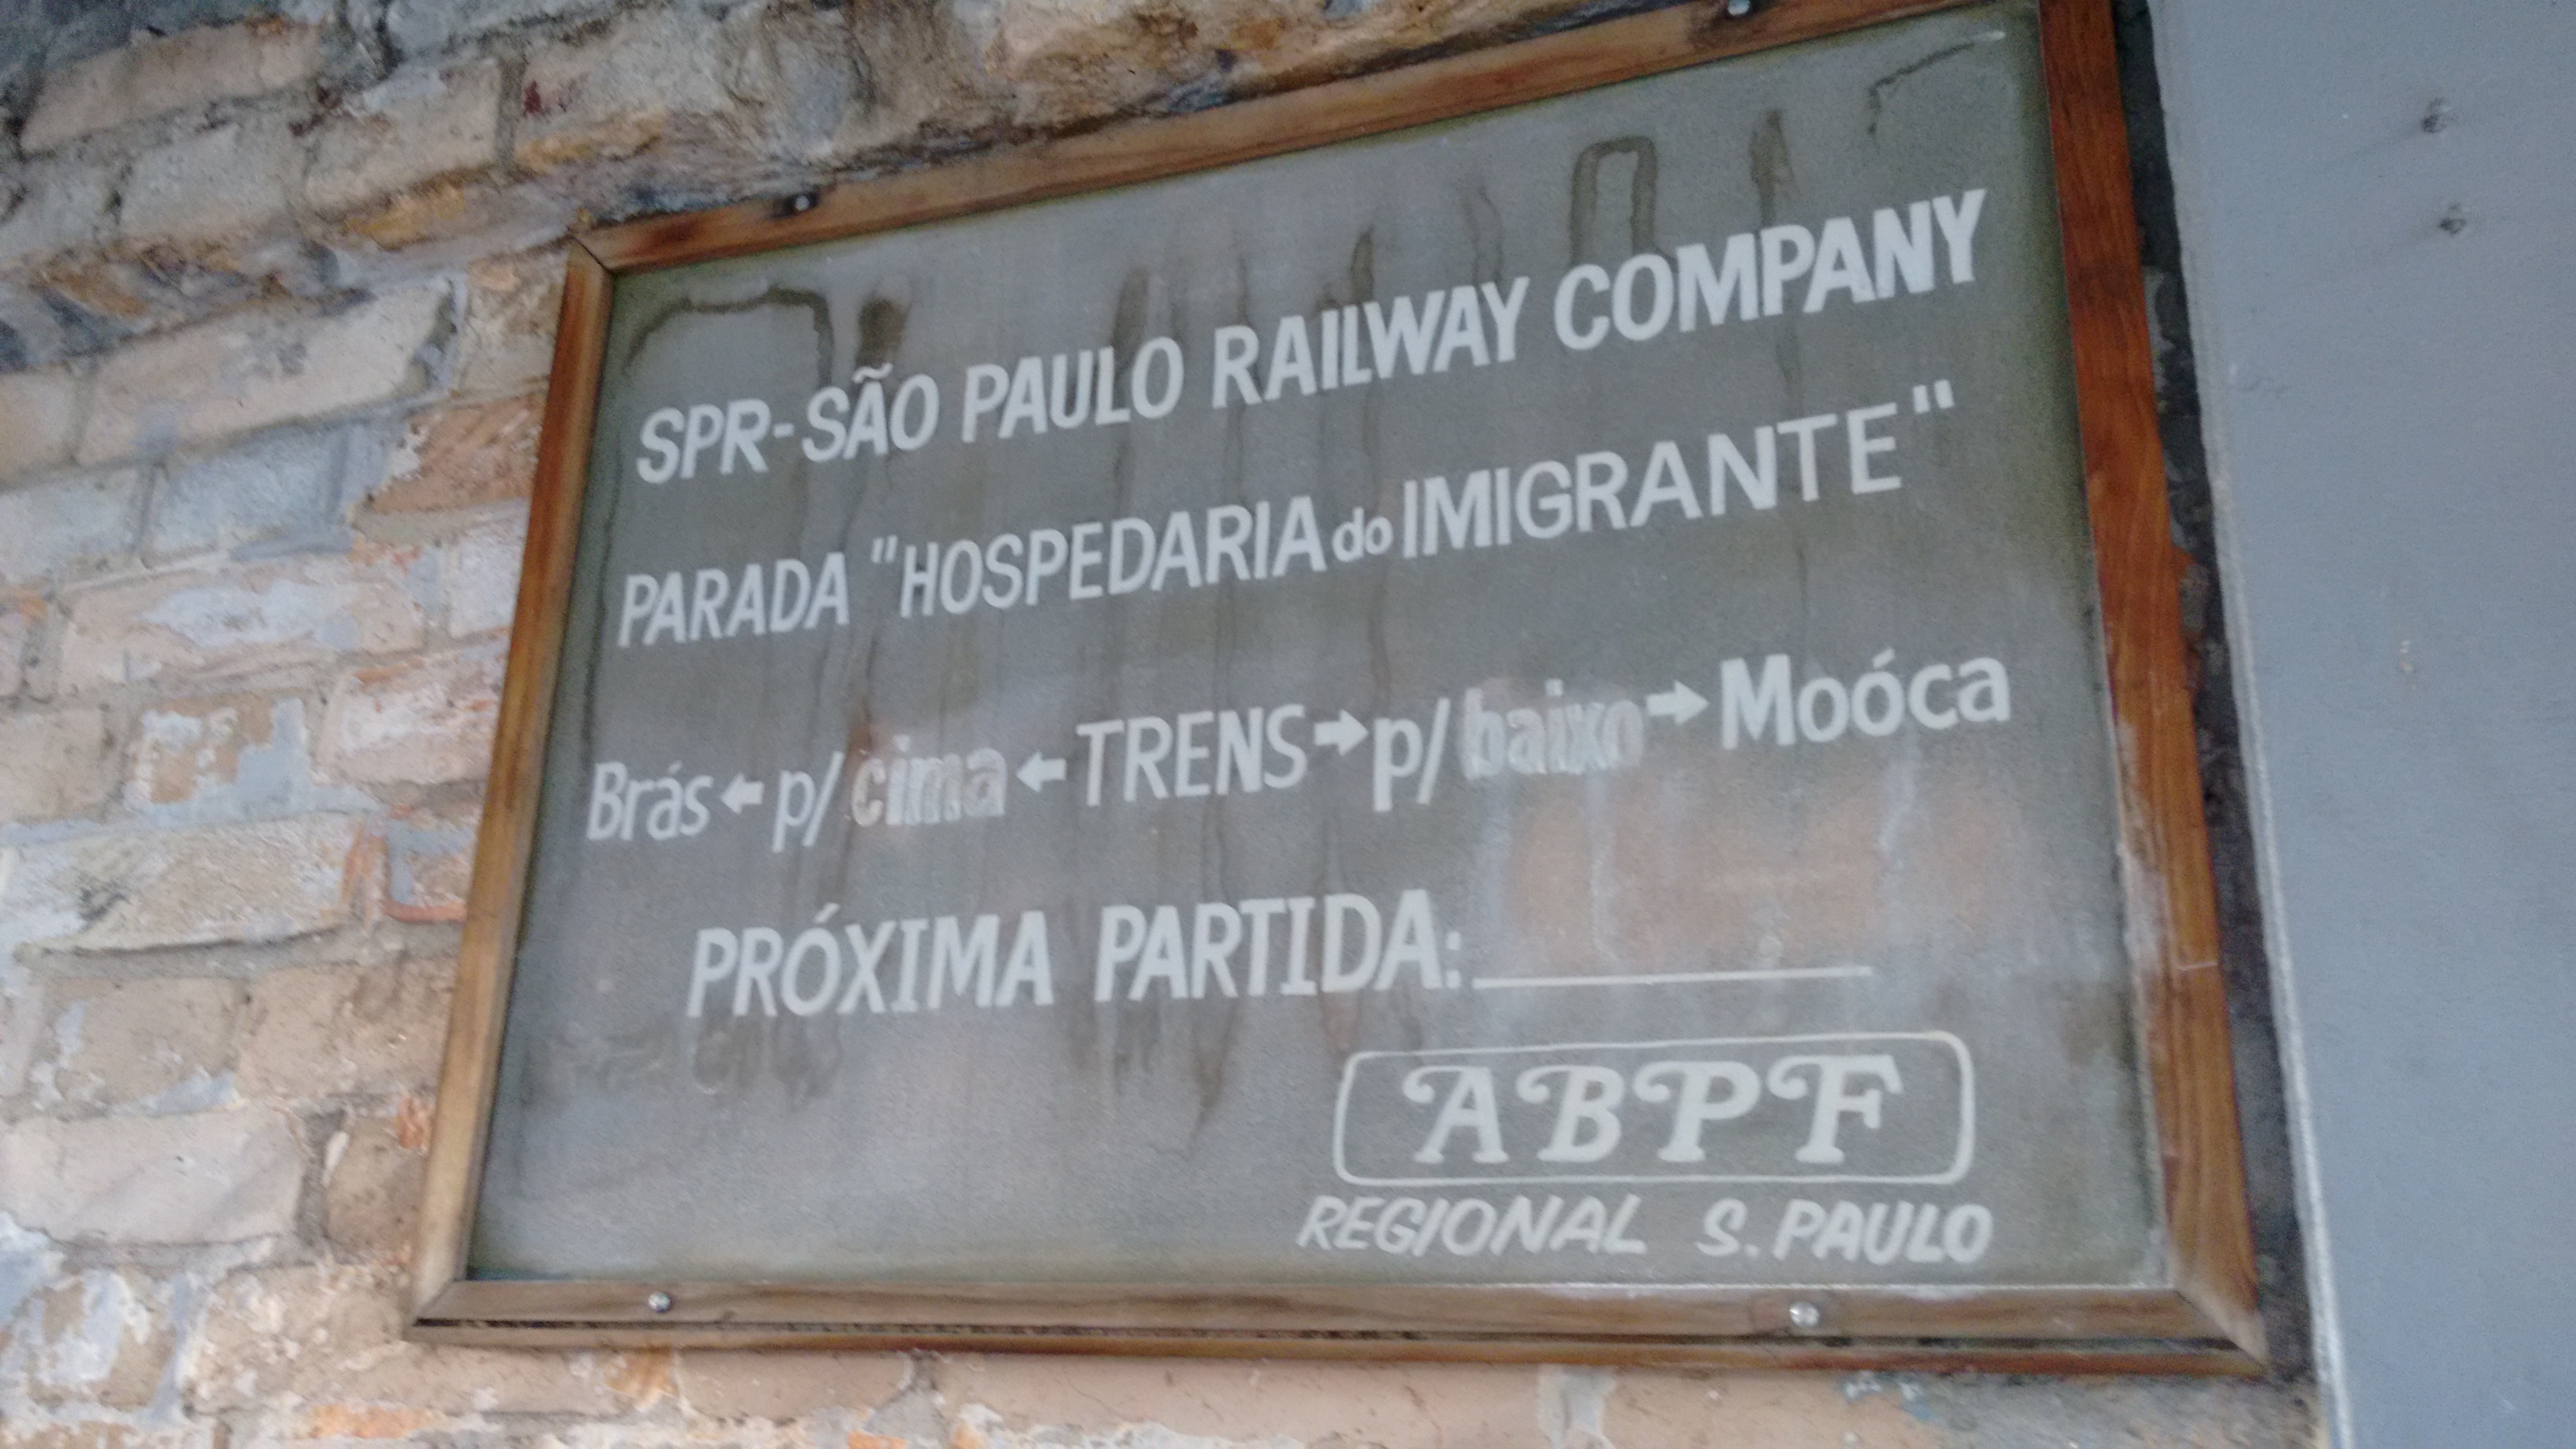 SPR-SÃO PAULO RAILWAY COMPANY
PARADA "HOSPEDARIA do IMIGRANTE"
Brás ← p/ cima ← TRENS → p/ baixo → Moóca
PRÓXIMA PARTIDA: ________
ABPF
REGIONAL S. PAULO